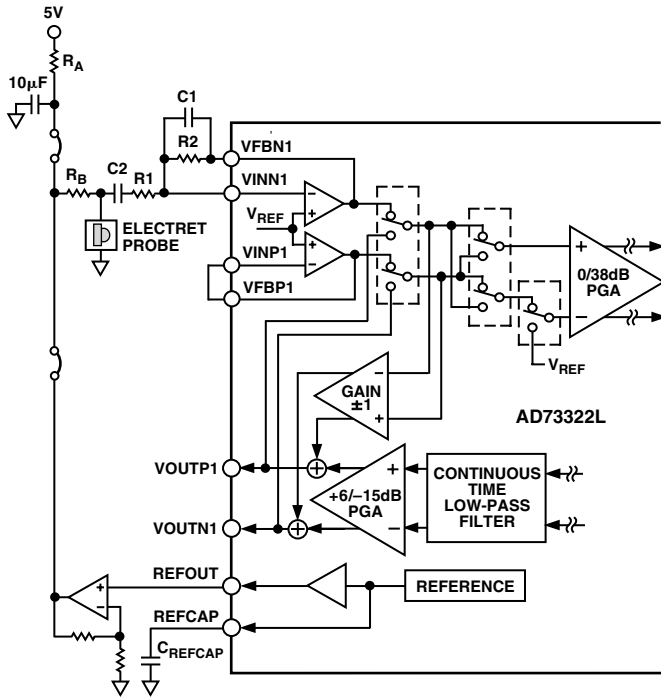 5V
RA
10µF
C1
R2
VFBN1
C2
R1
RB
VINN1
VREF
ELECTRET
PROBE
VINP1
VFBP1
0/38dB
PGA
VREF
GAIN
±1
AD73322L
VOUTP1
+6/–15dB
PGA
CONTINUOUS
TIME
LOW-PASS
FILTER
VOUTN1
REFOUT
REFERENCE
REFCAP
CREFCAP